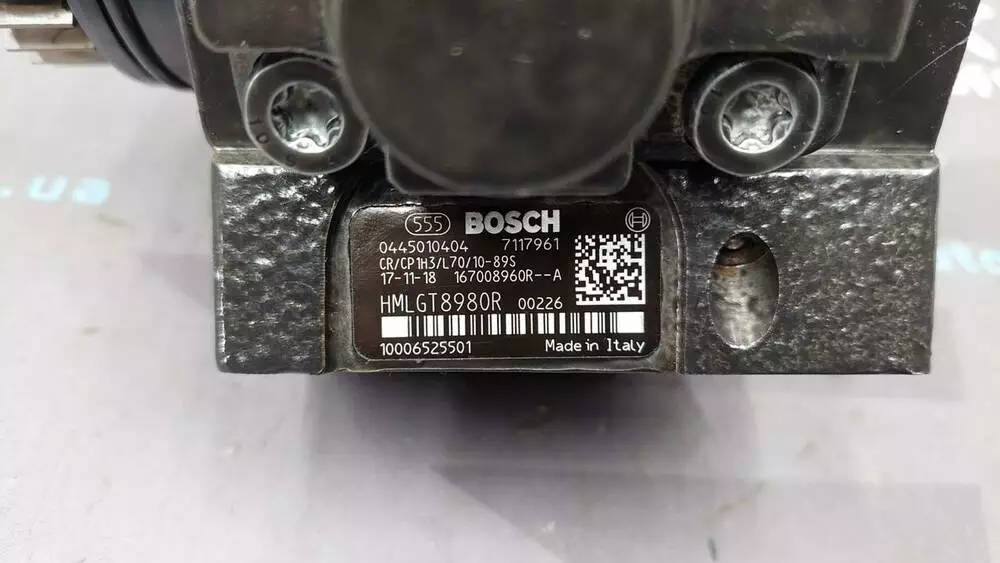 555 BOSCH
0445010404 7117961
CR/CP1H3/L70/10-89S
17-11-18 167008960R--A
HMLGT8980R 00226
10006525501 Made in Italy
.eu